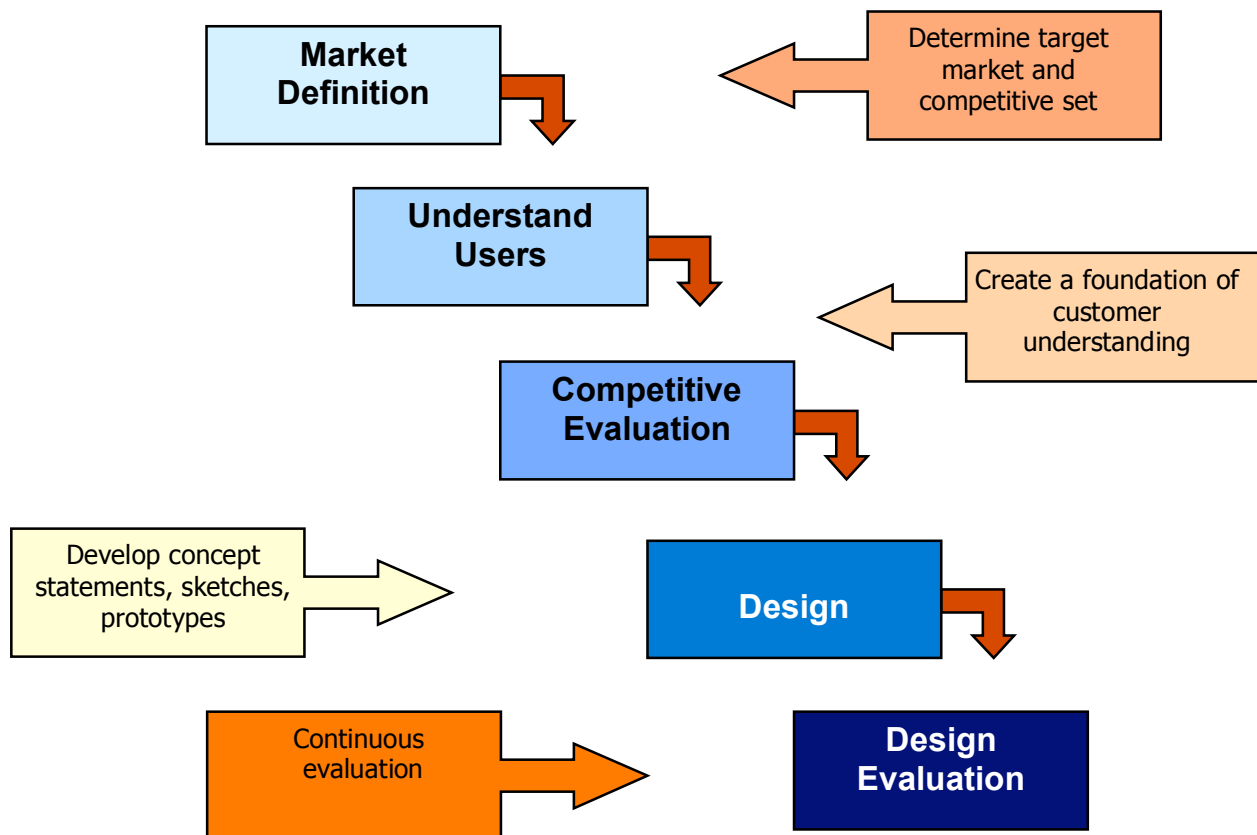 Market
Definition
Determine target
market and
competitive set
Understand
Users
Create a foundation of
customer
understanding
Competitive
Evaluation
Develop concept
statements, sketches,
prototypes
Design
Continuous
evaluation
Design
Evaluation